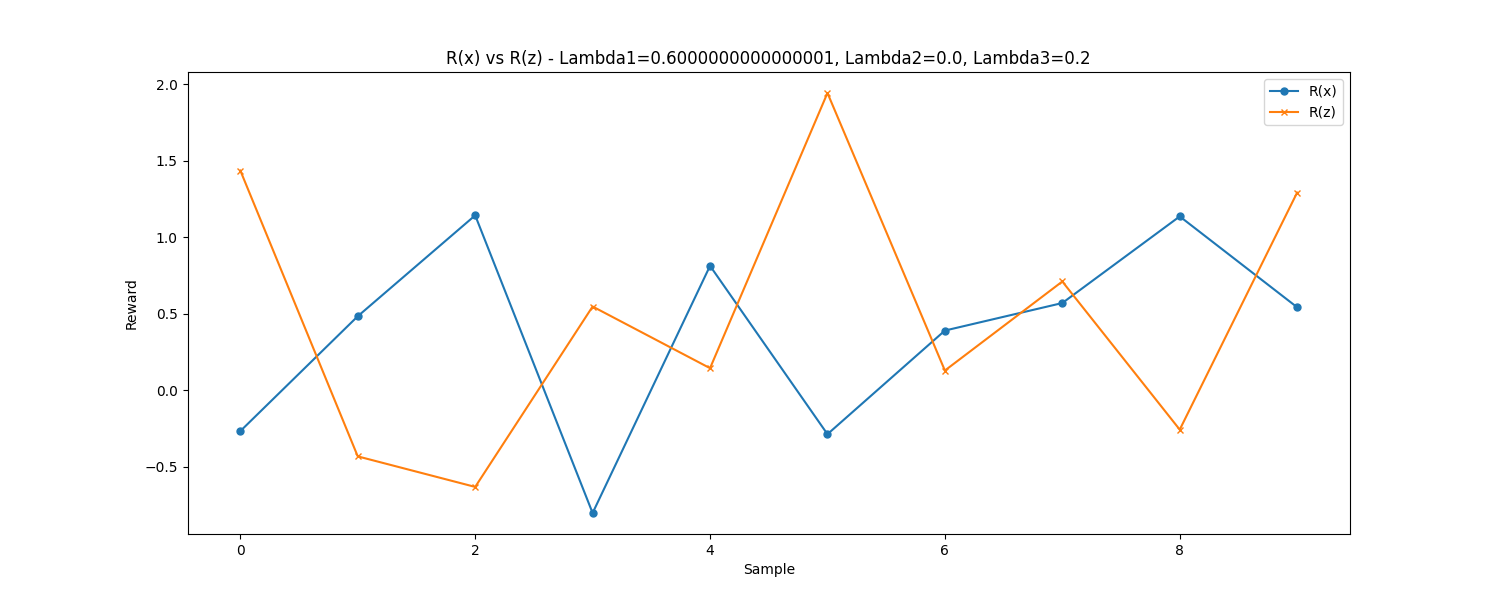 R(x) vs R(z) - Lambda1=0.6000000000000001, Lambda2=0.0, Lambda3=0.2
R(x)
R(z)
2.0
1.5
1.0
0.5
0.0
−0.5
Reward
0 2 4 6 8
Sample